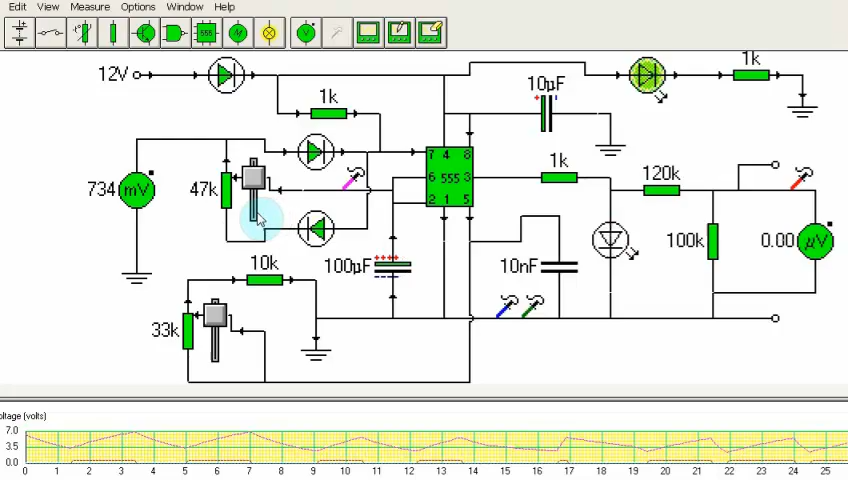 Edit View Measure Options Window Help
555
12V
1k
10µF
1k
1k
734 mV
47k
7 4 8
6 555 3
2 1 5
1k
120k
100k
0.00 µV
100µF
10nF
10k
33k
oltage (volts)
7.0
3.5
0.0
0 1 2 3 4 5 6 7 8 9 10 11 12 13 14 15 16 17 18 19 20 21 22 23 24 25